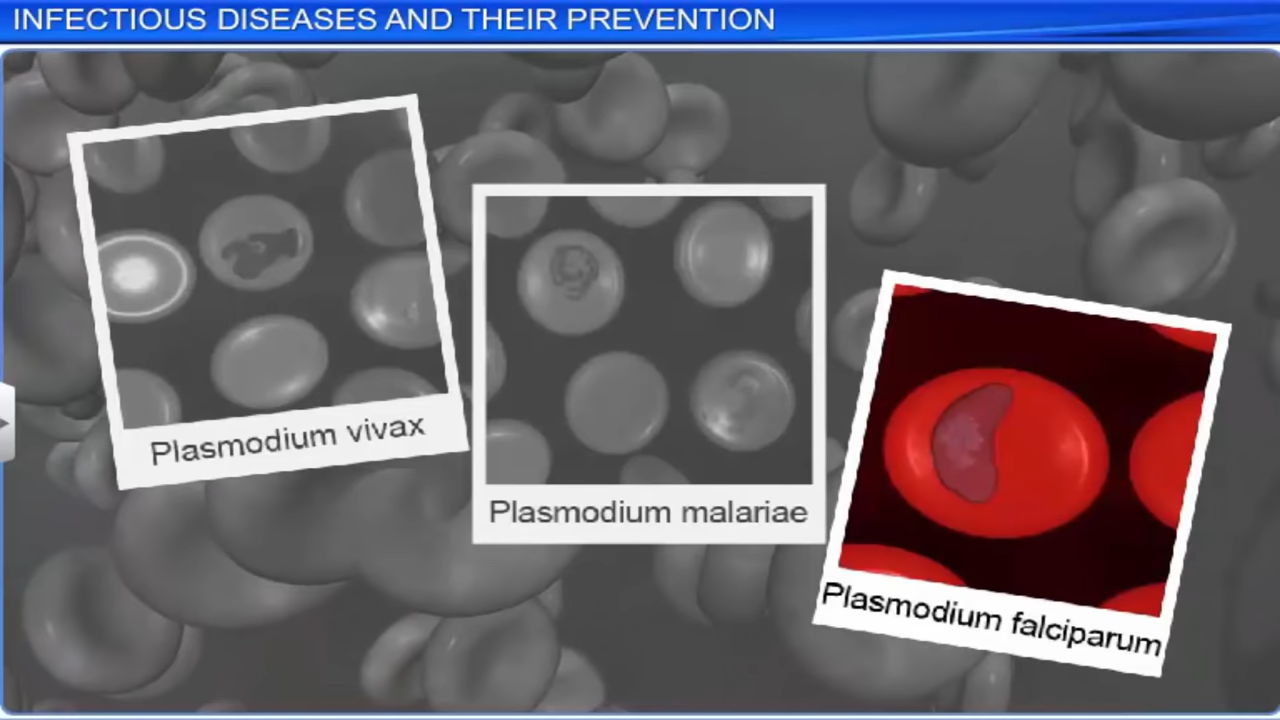 INFECTIOUS DISEASES AND THEIR PREVENTION
Plasmodium vivax
Plasmodium malariae
Plasmodium falciparum